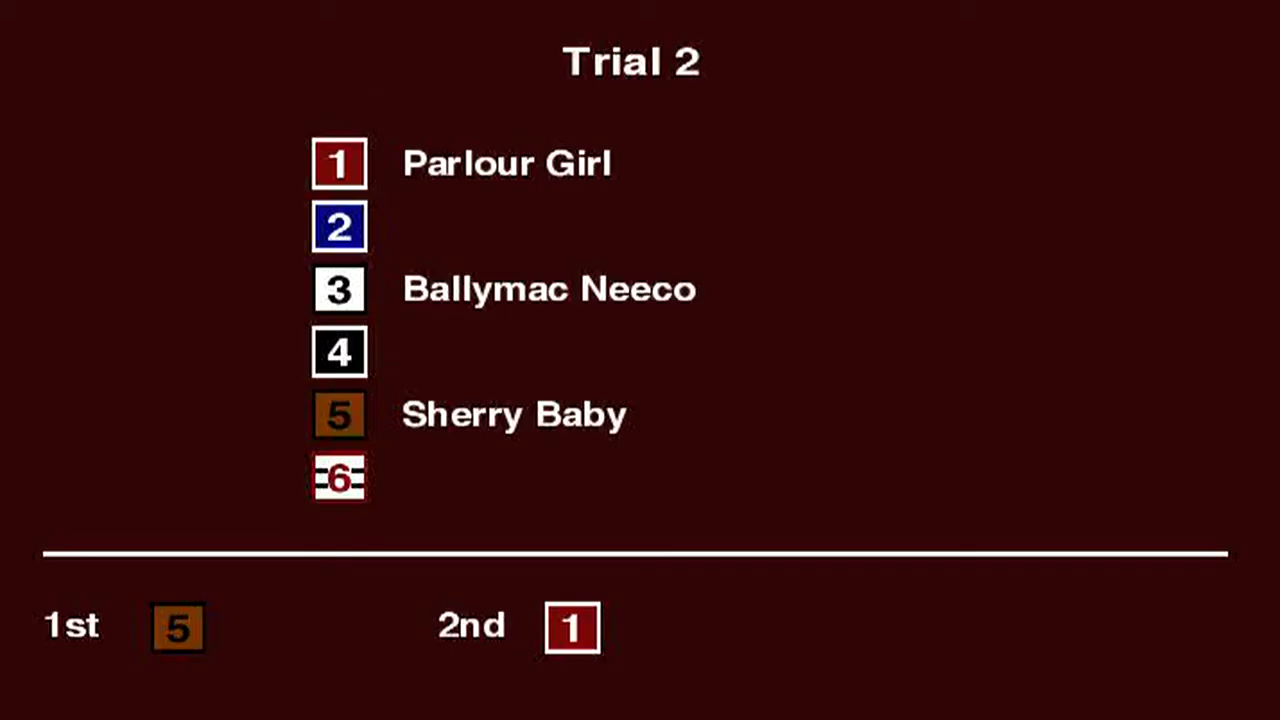 Trial 2
1 Parlour Girl
2
3 Ballymac Neeco
4
5 Sherry Baby
6
1st 5 2nd 1